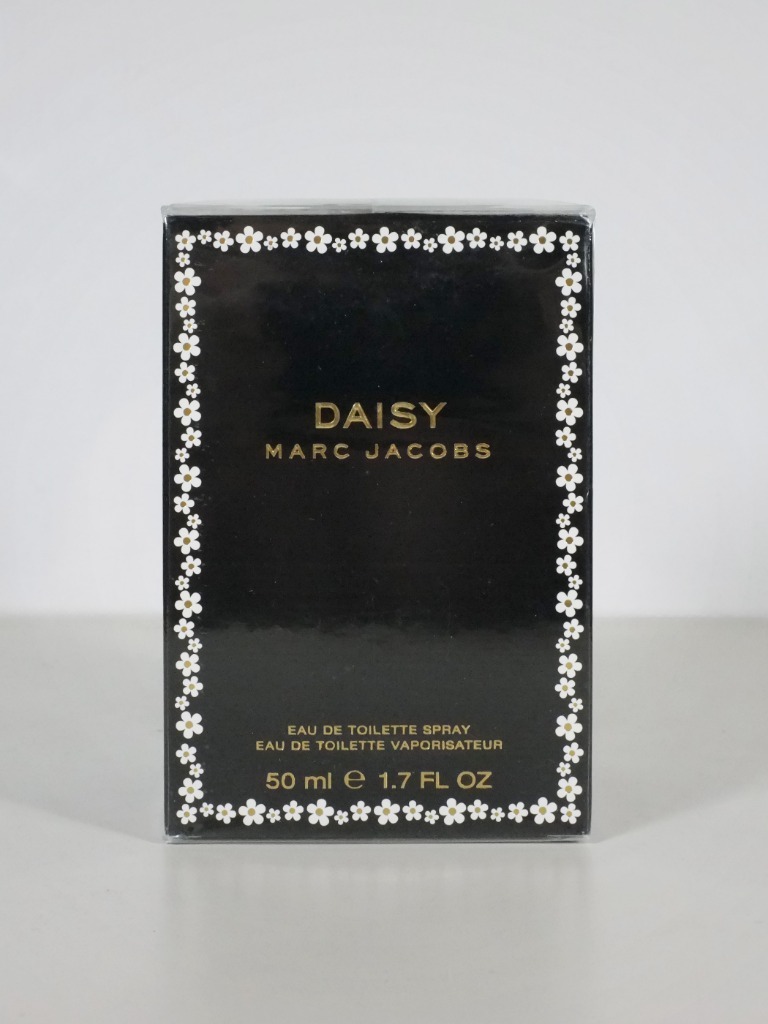 DAISY
MARC JACOBS
EAU DE TOILETTE SPRAY
EAU DE TOILETTE VAPORISATEUR
50 ml ℮ 1.7 FL OZ